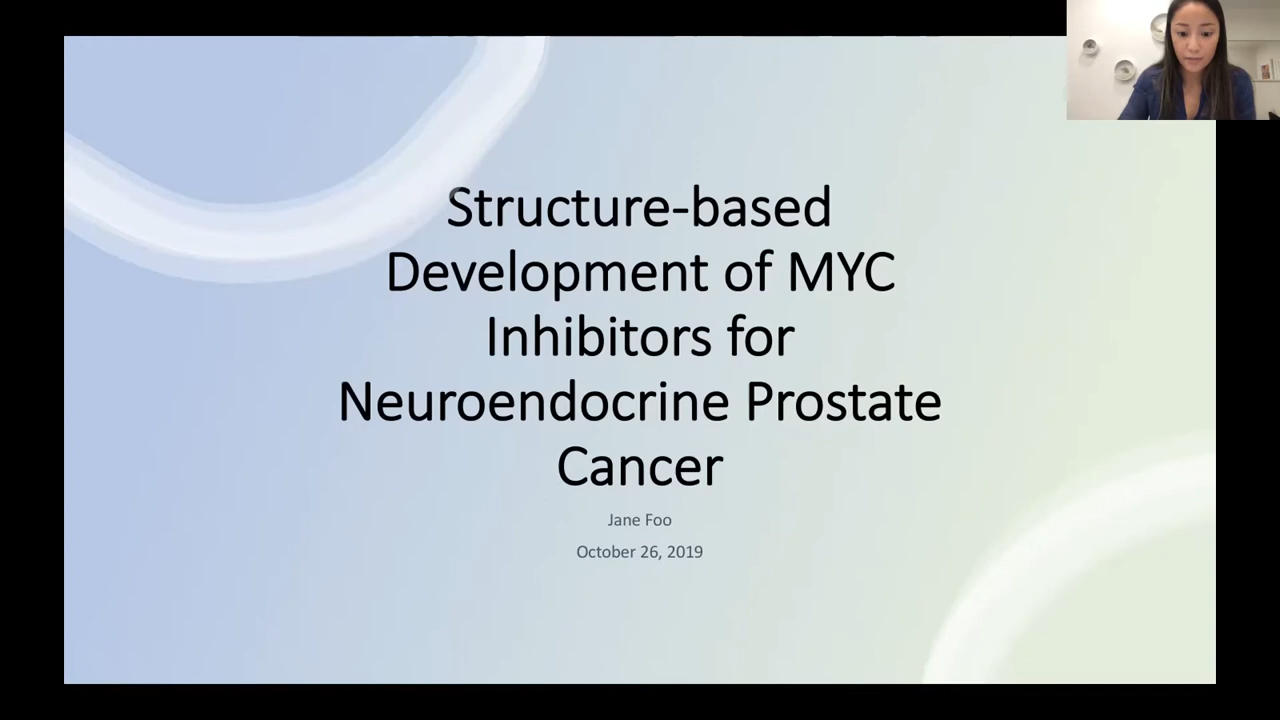 Structure-based
Development of MYC
Inhibitors for
Neuroendocrine Prostate
Cancer
Jane Foo
October 26, 2019